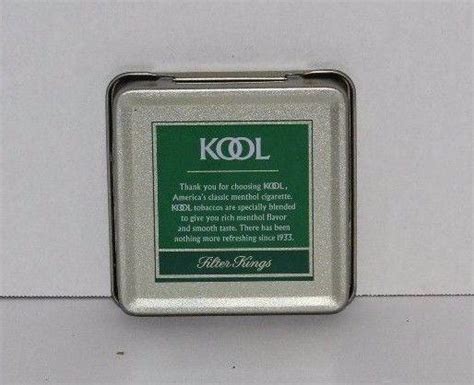 KOOL
Thank you for choosing KOOL,
America's classic menthol cigarette.
KOOL tobaccos are specially blended
to give you rich menthol flavor
and smooth taste. There has been
nothing more refreshing since 1933.
Filter Kings